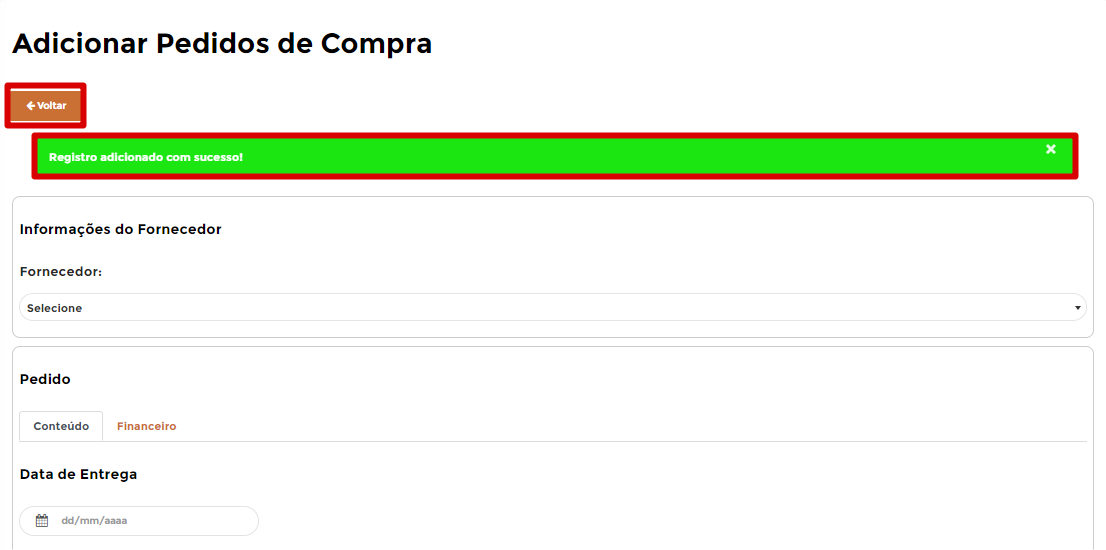 Adicionar Pedidos de Compra
Voltar
Registro adicionado com sucesso!
Informações do Fornecedor
Fornecedor:
Selecione
Pedido
Conteúdo Financeiro
Data de Entrega
dd/mm/aaaa